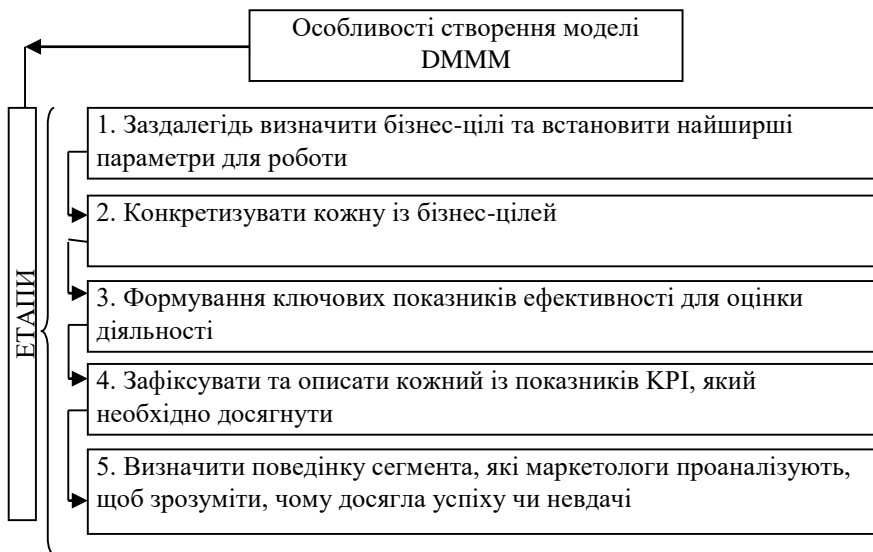 Особливості створення моделі
DMMM
ЕТАПИ
1. Заздалегідь визначити бізнес-цілі та встановити найширші
параметри для роботи
2. Конкретизувати кожну із бізнес-цілей
3. Формування ключових показників ефективності для оцінки
діяльності
4. Зафіксувати та описати кожний із показників KPI, який
необхідно досягнути
5. Визначити поведінку сегмента, які маркетологи проаналізують,
щоб зрозуміти, чому досягла успіху чи невдачі